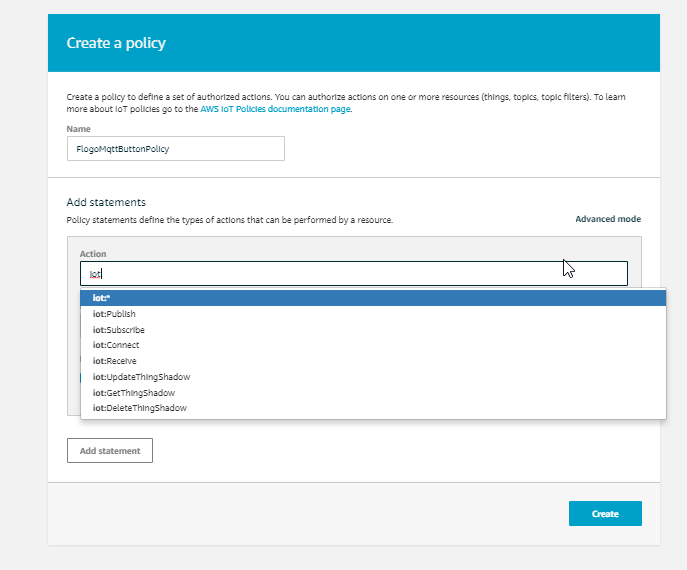 Create a policy
Create a policy to define a set of authorized actions. You can authorize actions on one or more resources (things, topics, topic filters). To learn
more about IoT policies go to the AWS IoT Policies documentation page.
Name
FlogoMqttButtonPolicy
Add statements
Policy statements define the types of actions that can be performed by a resource.
Advanced mode
Action
iot
iot:*
iot:Publish
iot:Subscribe
iot:Connect
iot:Receive
iot:UpdateThingShadow
iot:GetThingShadow
iot:DeleteThingShadow
Add statement
Create